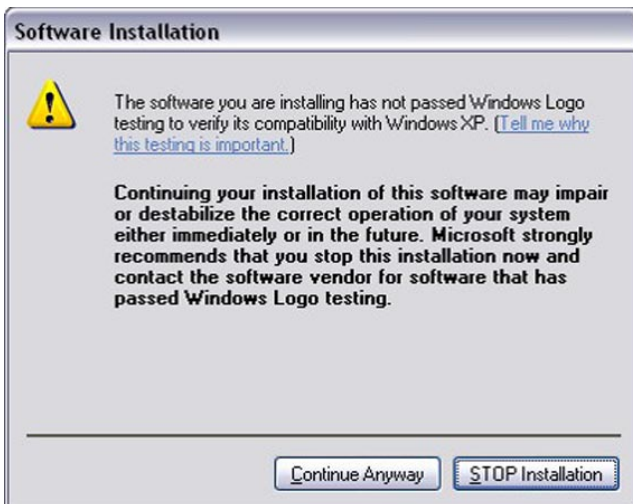 Software Installation
The software you are installing has not passed Windows Logo
testing to verify its compatibility with Windows XP. (Tell me why
this testing is important.)
Continuing your installation of this software may impair
or destabilize the correct operation of your system
either immediately or in the future. Microsoft strongly
recommends that you stop this installation now and
contact the software vendor for software that has
passed Windows Logo testing.
Continue Anyway STOP Installation